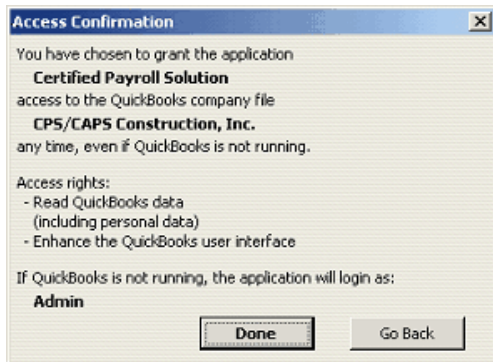 Access Confirmation
You have chosen to grant the application
Certified Payroll Solution
access to the QuickBooks company file
CPS/CAPS Construction, Inc.
any time, even if QuickBooks is not running.
Access rights:
- Read QuickBooks data
(including personal data)
- Enhance the QuickBooks user interface
If QuickBooks is not running, the application will login as:
Admin
Done Go Back